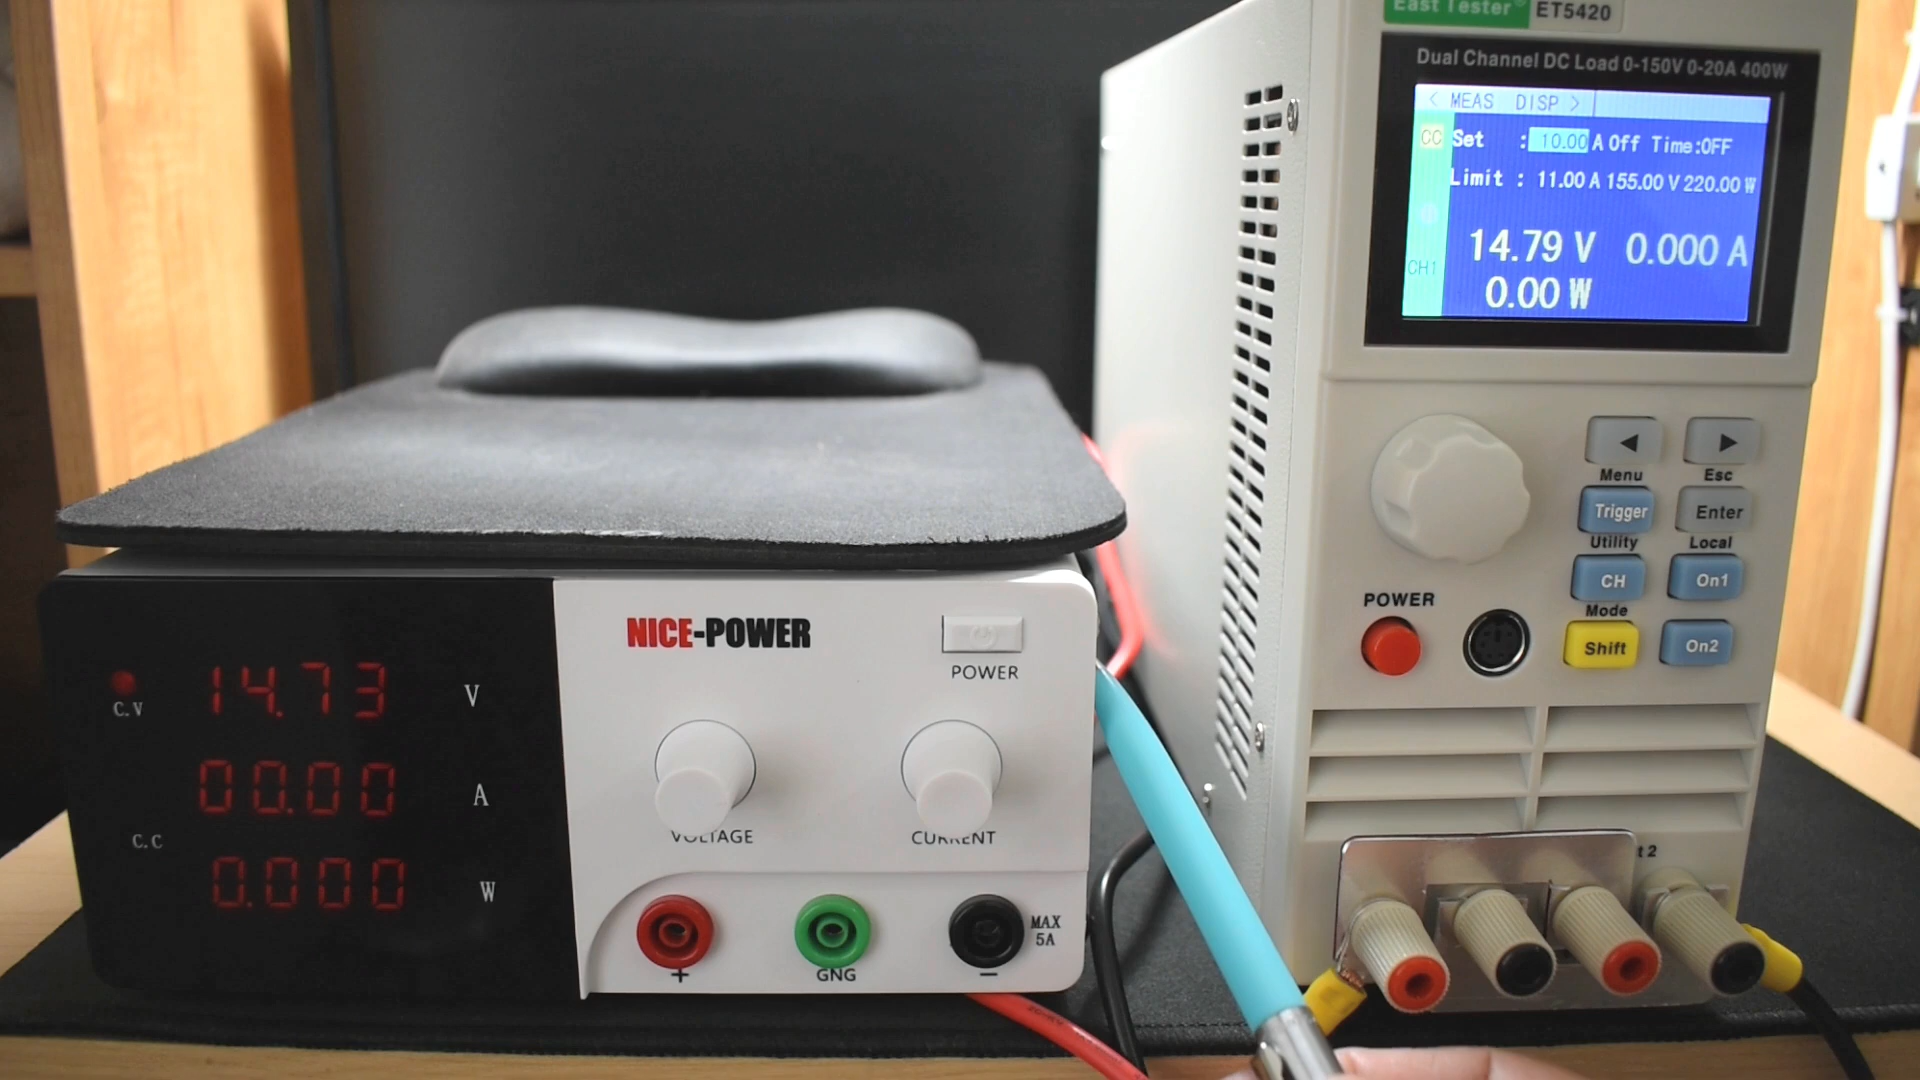 East Tester® ET5420
Dual Channel DC Load 0-150V 0-20A 400W
< MEAS DISP >
CC Set : 10.00 A Off Time:OFF
Limit : 11.00 A 155.00 V 220.00 W
14.79 V 0.000 A
CH1
0.00 W
Menu Esc
Trigger Enter
Utility Local
CH On1
Mode
POWER
Shift On2
t 2
NICE-POWER
POWER
C.V 14.73 V
00.00 A
C.C
0.000 W
VOLTAGE CURRENT
MAX
5A
+ GNG −